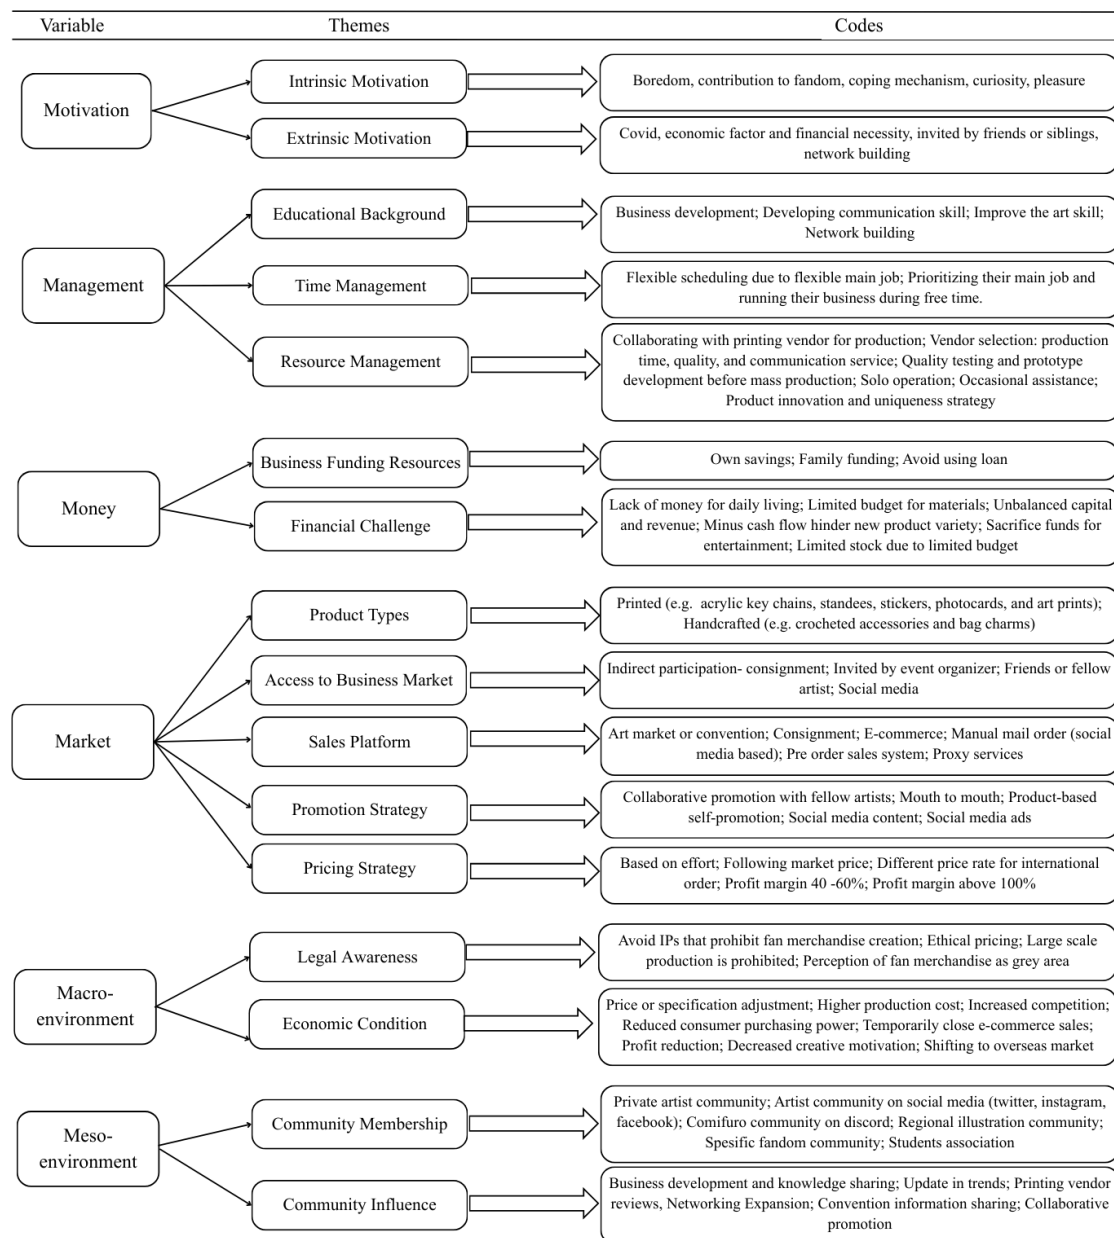 Variable Themes Codes
Motivation
Intrinsic Motivation
Boredom, contribution to fandom, coping mechanism, curiosity, pleasure
Extrinsic Motivation
Covid, economic factor and financial necessity, invited by friends or siblings,
network building
Management
Educational Background
Business development; Developing communication skill; Improve the art skill;
Network building
Time Management
Flexible scheduling due to flexible main job; Prioritizing their main job and
running their business during free time.
Resource Management
Collaborating with printing vendor for production; Vendor selection: production
time, quality, and communication service; Quality testing and prototype
development before mass production; Solo operation; Occasional assistance;
Product innovation and uniqueness strategy
Money
Business Funding Resources
Own savings; Family funding; Avoid using loan
Financial Challenge
Lack of money for daily living; Limited budget for materials; Unbalanced capital
and revenue; Minus cash flow hinder new product variety; Sacrifice funds for
entertainment; Limited stock due to limited budget
Market
Product Types
Printed (e.g. acrylic key chains, standees, stickers, photocards, and art prints);
Handcrafted (e.g. crocheted accessories and bag charms)
Access to Business Market
Indirect participation- consignment; Invited by event organizer; Friends or fellow
artist; Social media
Sales Platform
Art market or convention; Consignment; E-commerce; Manual mail order (social
media based); Pre order sales system; Proxy services
Promotion Strategy
Collaborative promotion with fellow artists; Mouth to mouth; Product-based
self-promotion; Social media content; Social media ads
Pricing Strategy
Based on effort; Following market price; Different price rate for international
order; Profit margin 40 -60%; Profit margin above 100%
Macro-
environment
Legal Awareness
Avoid IPs that prohibit fan merchandise creation; Ethical pricing; Large scale
production is prohibited; Perception of fan merchandise as grey area
Economic Condition
Price or specification adjustment; Higher production cost; Increased competition;
Reduced consumer purchasing power; Temporarily close e-commerce sales;
Profit reduction; Decreased creative motivation; Shifting to overseas market
Meso-
environment
Community Membership
Private artist community; Artist community on social media (twitter, instagram,
facebook); Comifuro community on discord; Regional illustration community;
Spesific fandom community; Students association
Community Influence
Business development and knowledge sharing; Update in trends; Printing vendor
reviews, Networking Expansion; Convention information sharing; Collaborative
promotion